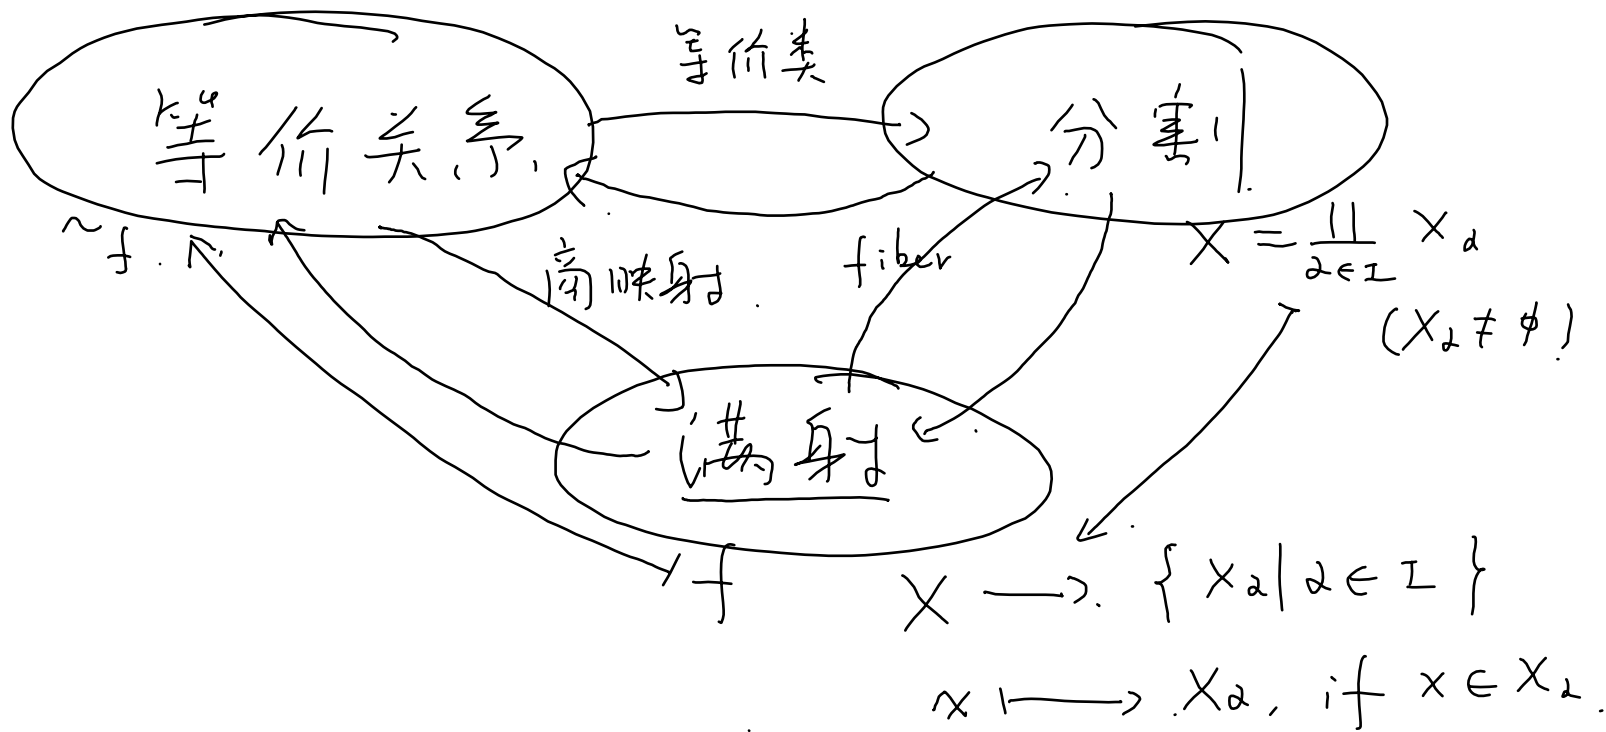 等价类
等价关系
分割
~f
商映射
fiber
X = ∐_{α∈I} X_α
(X_α ≠ ϕ)
满射
f
X ⟶ { X_α | α ∈ I }
x ⟼ X_α, if x ∈ X_α.